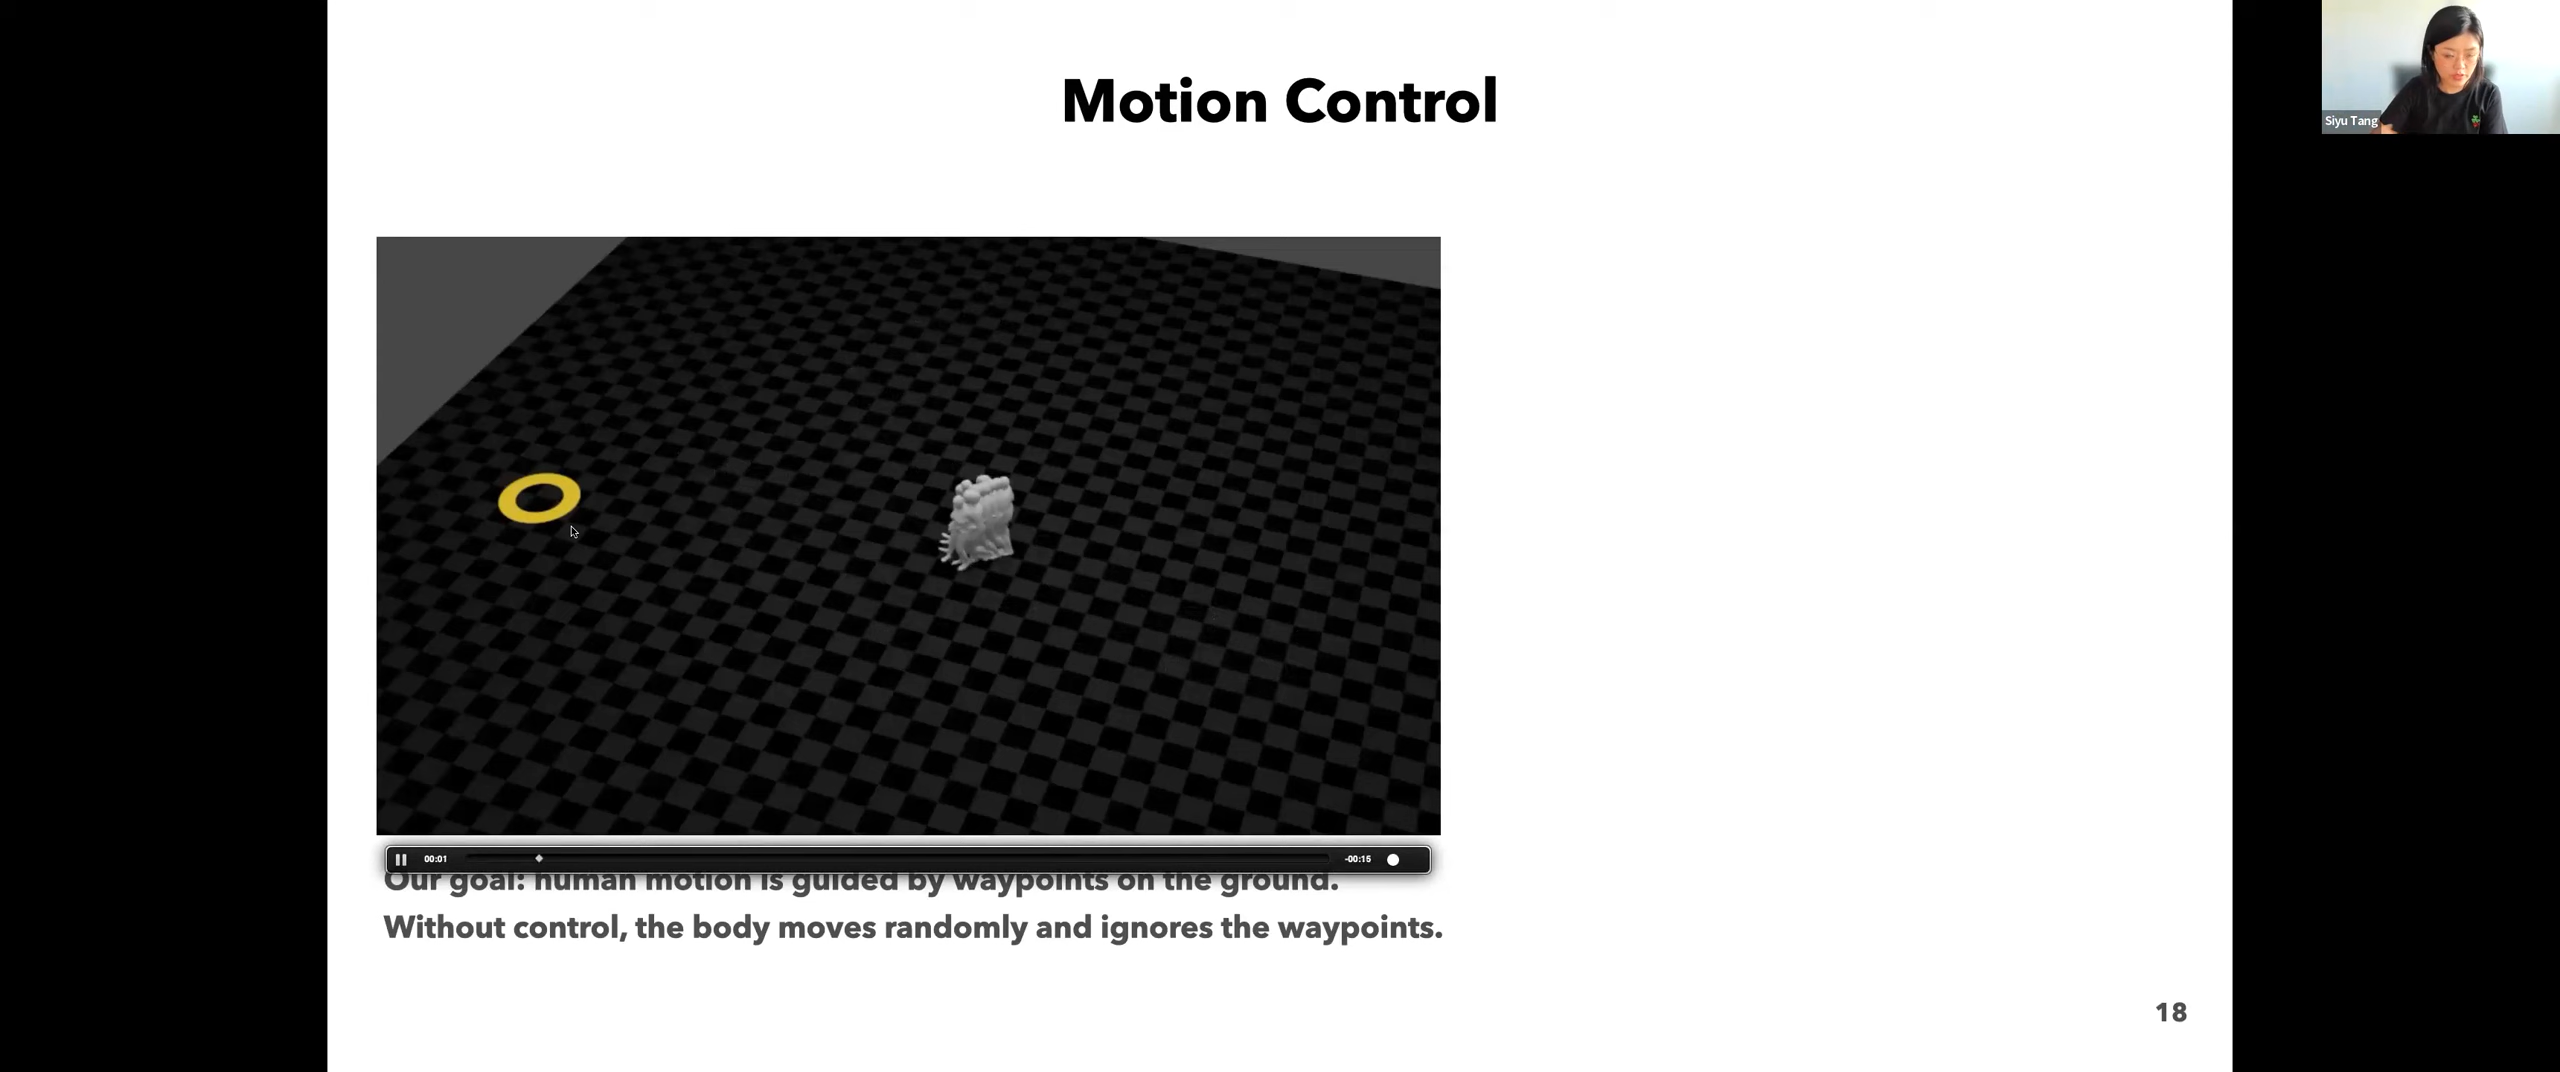 Motion Control
Siyu Tang
00:01
-00:15
Our goal: human motion is guided by waypoints on the ground.
Without control, the body moves randomly and ignores the waypoints.
18